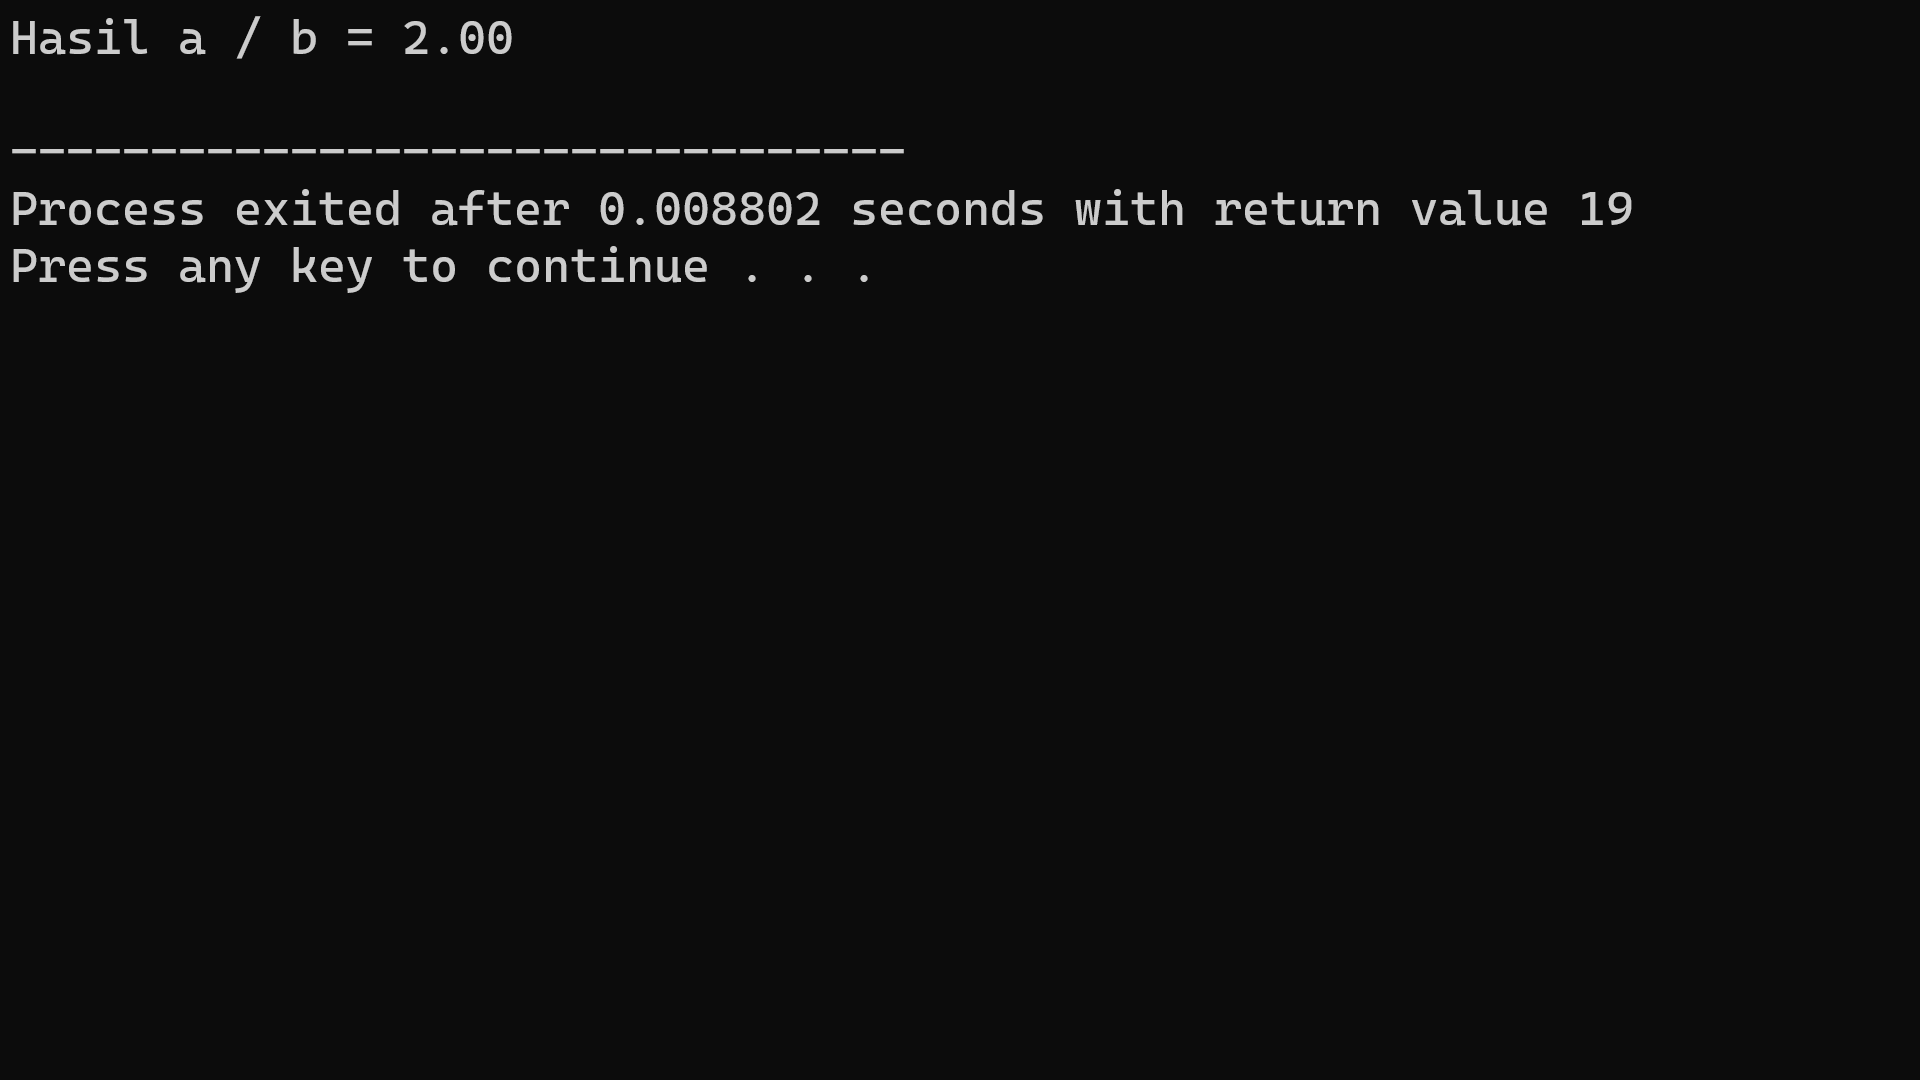 Hasil a / b = 2.00
--------------------------------
Process exited after 0.008802 seconds with return value 19
Press any key to continue . . .